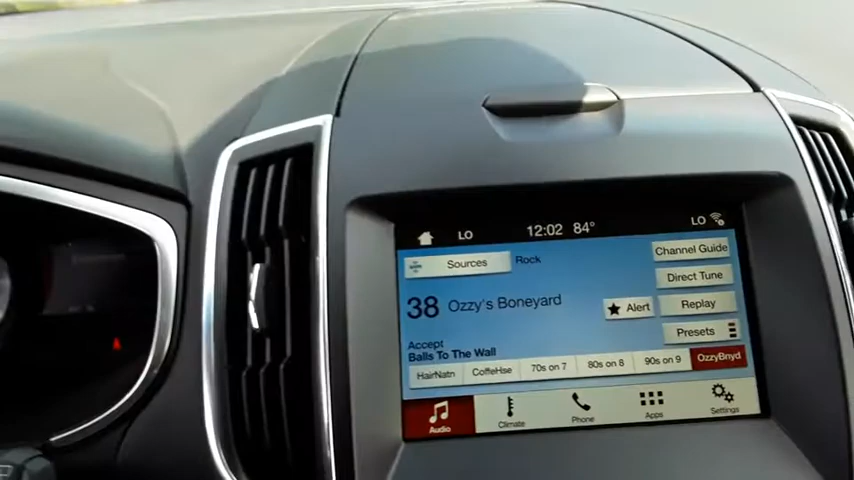 LO 12:02 84° LO
Sources Rock Channel Guide
Direct Tune
38 Ozzy's Boneyard Alert Replay
Accept Presets
Balls To The Wall
HairNatn CoffeHse 70s on 7 80s on 8 90s on 9 OzzyBnyd
Audio Climate Phone Apps Settings